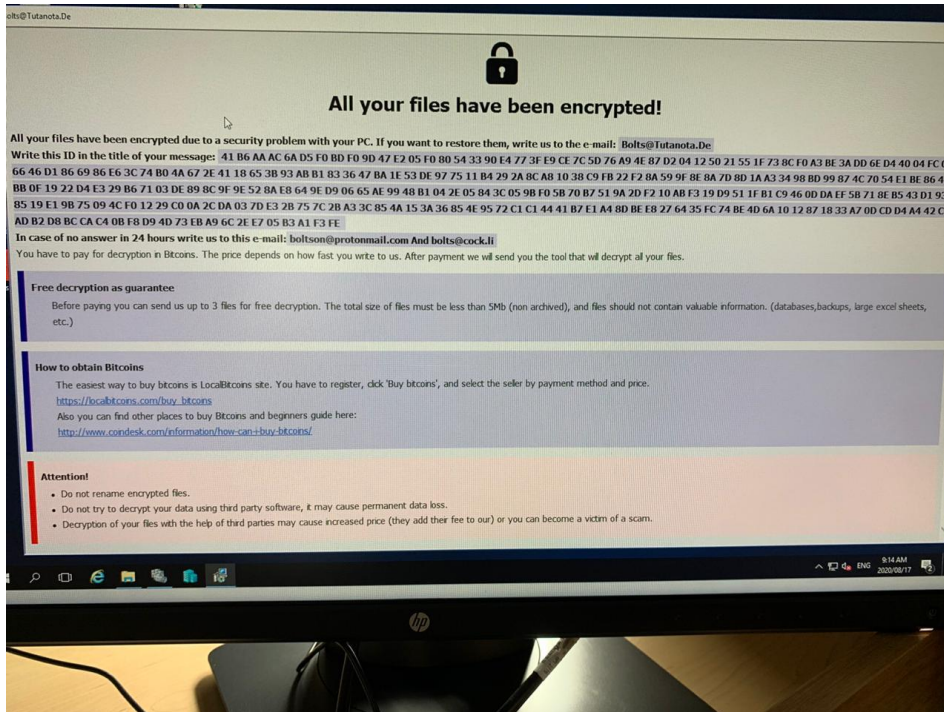 olts@Tutanota.De
All your files have been encrypted!
All your files have been encrypted due to a security problem with your PC. If you want to restore them, write us to the e-mail: Bolts@Tutanota.De
Write this ID in the title of your message: 41 B6 AA AC 6A D5 F0 BD F0 9D 47 E2 05 F0 80 54 33 90 E4 77 3F E9 CE 7C 5D 76 A9 4E 87 D2 04 12 50 21 55 1F 73 8C F0 A3 BE 3A DD 6E D4 40 04 FC
66 46 D1 86 69 86 E6 3C 74 B0 4A 67 2E 41 18 65 3B 93 AB B1 83 36 47 BA 1E 53 DE 97 75 11 B4 29 2A 8C A8 10 38 C9 FB 22 F2 8A 59 9F 8E 8A 7D 8D 1A A3 34 98 BD 99 87 4C 70 54 E1 BE 86
BB 0F 19 22 D4 E3 29 B6 71 03 DE 89 8C 9F 9E 52 8A E8 64 9E D9 06 65 AE 99 48 B1 04 2E 05 84 3C 05 9B F0 5B 70 B7 51 9A 2D F2 10 AB F3 19 D9 51 1F B1 C9 46 0D DA EF 5B 71 8E B5 43 D1
85 19 E1 9B 75 09 4C F0 12 29 C0 0A 2C DA 03 7D E3 2B 75 7C 2B A3 3C 85 4A 15 3A 36 85 4E 95 72 C1 C1 44 41 B7 E1 A4 8D BE E8 27 64 35 FC 74 BE 4D 6A 10 12 87 18 33 A7 0D CD D4 A4 42
AD B2 D8 BC CA C4 0B F8 D9 4D 73 EB A9 6C 2E E7 05 B3 A1 F3 FE
In case of no answer in 24 hours write us to this e-mail: boltson@protonmail.com And bolts@cock.li
You have to pay for decryption in Bitcoins. The price depends on how fast you write to us. After payment we will send you the tool that will decrypt all your files.
Free decryption as guarantee
Before paying you can send us up to 3 files for free decryption. The total size of files must be less than 5Mb (non archived), and files should not contain valuable information. (databases,backups, large excel sheets,
etc.)
How to obtain Bitcoins
The easiest way to buy bitcoins is LocalBitcoins site. You have to register, click 'Buy bitcoins', and select the seller by payment method and price.
https://localbitcoins.com/buy_bitcoins
Also you can find other places to buy Bitcoins and beginners guide here:
http://www.coindesk.com/information/how-can-i-buy-bitcoins/
Attention!
• Do not rename encrypted files.
• Do not try to decrypt your data using third party software, it may cause permanent data loss.
• Decryption of your files with the help of third parties may cause increased price (they add their fee to our) or you can become a victim of a scam.
ENG
9:14 AM
2020/08/17
2
hp